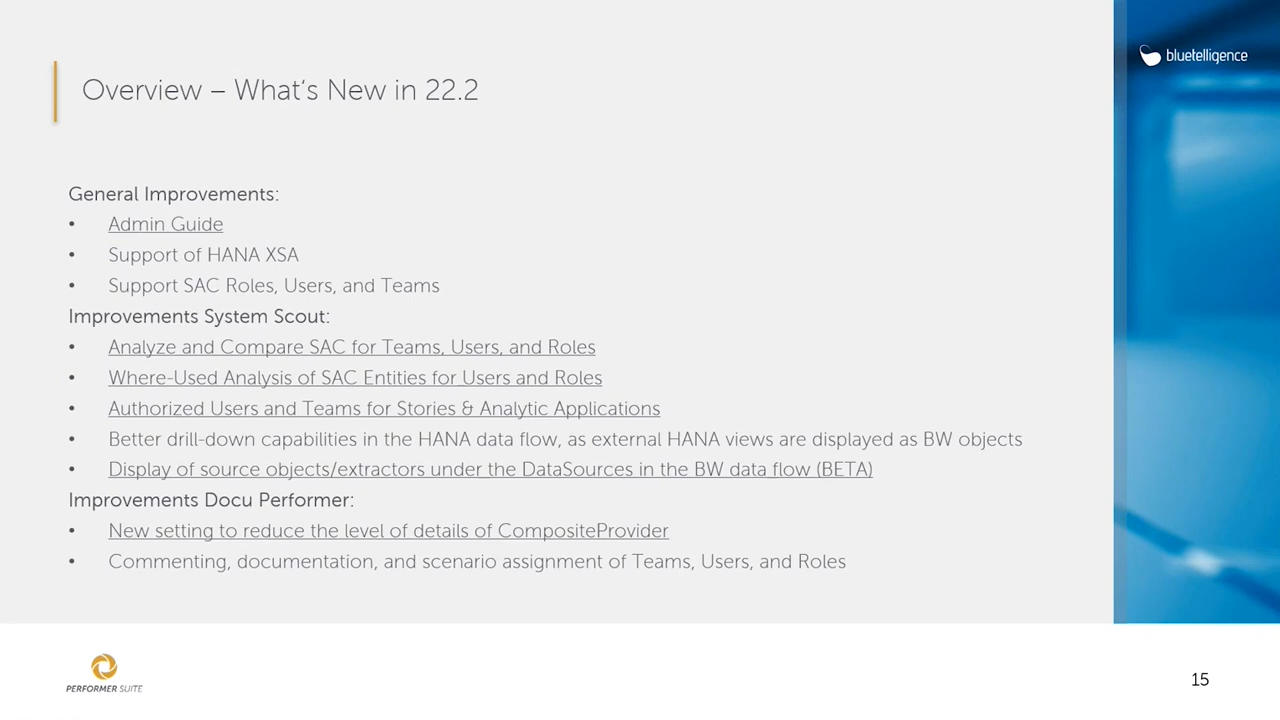 bluetelligence
Overview – What‘s New in 22.2
General Improvements:
• Admin Guide
• Support of HANA XSA
• Support SAC Roles, Users, and Teams
Improvements System Scout:
• Analyze and Compare SAC for Teams, Users, and Roles
• Where-Used Analysis of SAC Entities for Users and Roles
• Authorized Users and Teams for Stories & Analytic Applications
• Better drill-down capabilities in the HANA data flow, as external HANA views are displayed as BW objects
• Display of source objects/extractors under the DataSources in the BW data flow (BETA)
Improvements Docu Performer:
• New setting to reduce the level of details of CompositeProvider
• Commenting, documentation, and scenario assignment of Teams, Users, and Roles
PERFORMER SUITE
15